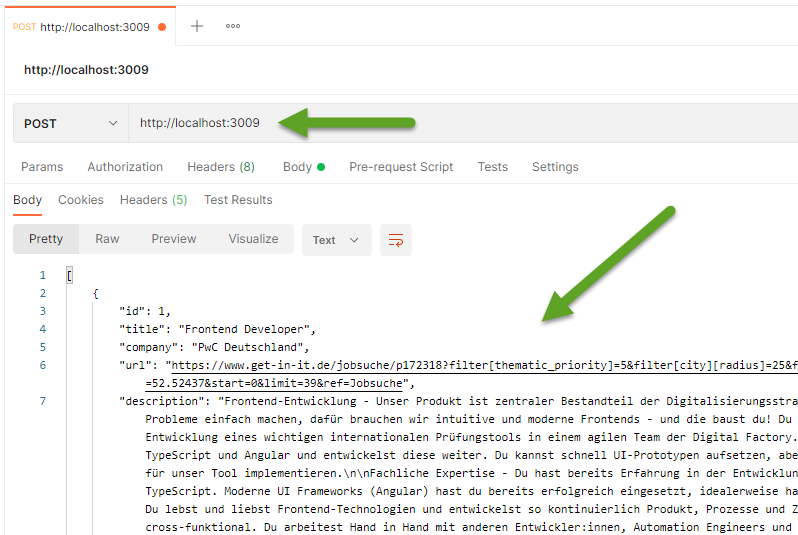 POST http://localhost:3009
http://localhost:3009
POST http://localhost:3009
Params Authorization Headers (8) Body Pre-request Script Tests Settings
Body Cookies Headers (5) Test Results
Pretty Raw Preview Visualize Text
1 [
2 {
3 "id": 1,
4 "title": "Frontend Developer",
5 "company": "PwC Deutschland",
6 "url": "https://www.get-in-it.de/jobsuche/p172318?filter[thematic_priority]=5&filter[city][radius]=25&f
=52.52437&start=0&limit=39&ref=Jobsuche",
7 "description": "Frontend-Entwicklung - Unser Produkt ist zentraler Bestandteil der Digitalisierungsstra
Probleme einfach machen, dafür brauchen wir intuitive und moderne Frontends - und die baust du! Du
Entwicklung eines wichtigen internationalen Prüfungstools in einem agilen Team der Digital Factory.
TypeScript und Angular und entwickelst diese weiter. Du kannst schnell UI-Prototypen aufsetzen, abe
für unser Tool implementieren.\n\nFachliche Expertise - Du hast bereits Erfahrung in der Entwicklun
TypeScript. Moderne UI Frameworks (Angular) hast du bereits erfolgreich eingesetzt, idealerweise ha
Du lebst und liebst Frontend-Technologien und entwickelst so kontinuierlich Produkt, Prozesse und Z
cross-funktional. Du arbeitest Hand in Hand mit anderen Entwickler:innen, Automation Engineers und